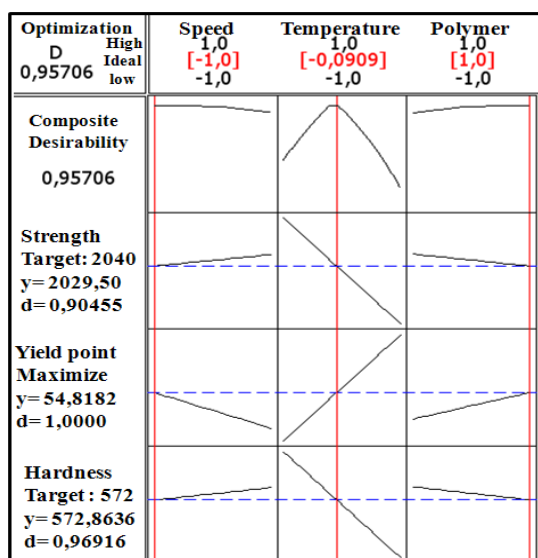 Optimization
D
0,95706
High
Ideal
low
Speed
1,0
[-1,0]
-1,0
Temperature
1,0
[-0,0909]
-1,0
Polymer
1,0
[1,0]
-1,0
Composite
Desirability
0,95706
Strength
Target: 2040
y= 2029,50
d= 0,90455
Yield point
Maximize
y= 54,8182
d= 1,0000
Hardness
Target : 572
y= 572,8636
d= 0,96916